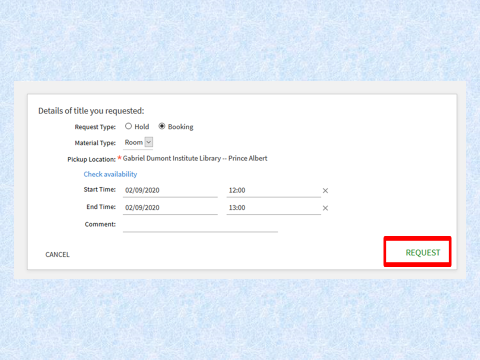 Details of title you requested:
Request Type: Hold Booking
Material Type: Room
Pickup Location: * Gabriel Dumont Institute Library -- Prince Albert
Check availability
Start Time: 02/09/2020 12:00 ×
End Time: 02/09/2020 13:00 ×
Comment:
CANCEL REQUEST